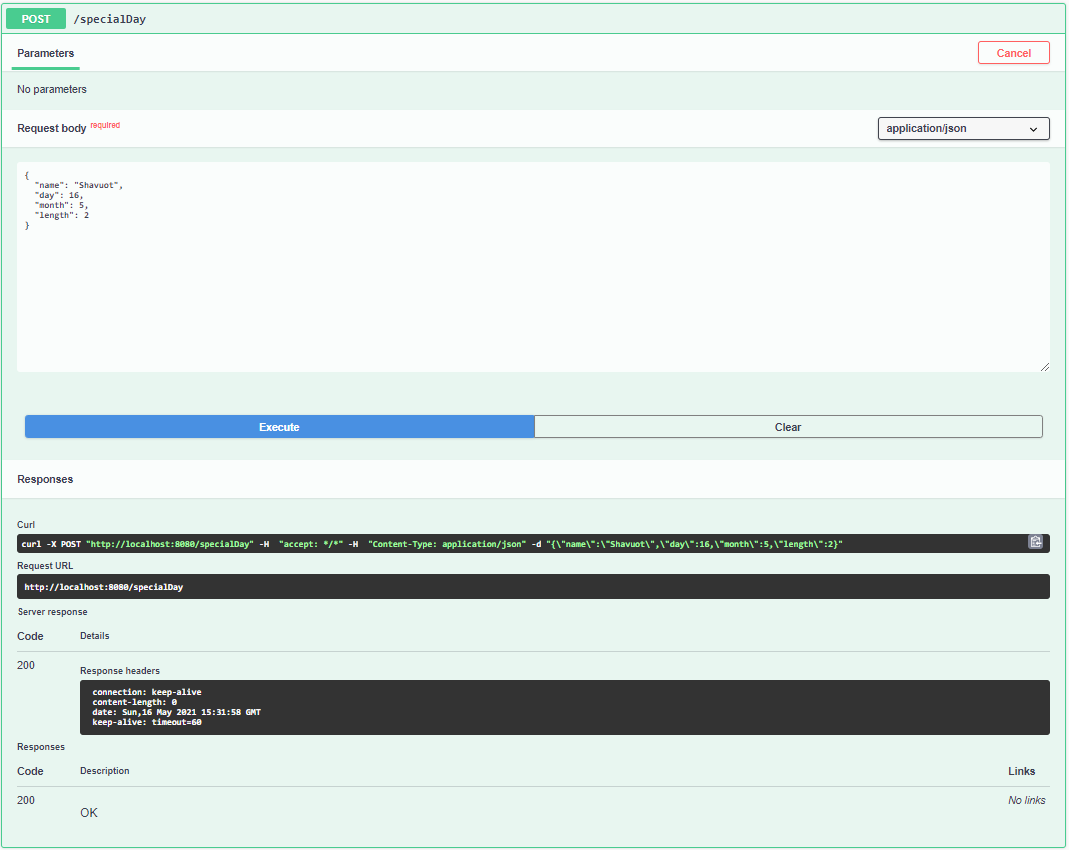 POST /specialDay
Parameters
Cancel
No parameters
Request body required
application/json
{
  "name": "Shavuot",
  "day": 16,
  "month": 5,
  "length": 2
}
Execute
Clear
Responses
Curl
curl -X POST "http://localhost:8080/specialDay" -H  "accept: */*" -H  "Content-Type: application/json" -d "{\"name\":\"Shavuot\",\"day\":16,\"month\":5,\"length\":2}"
Request URL
http://localhost:8080/specialDay
Server response
Code Details
200
Response headers
connection: keep-alive
content-length: 0
date: Sun,16 May 2021 15:31:58 GMT
keep-alive: timeout=60
Responses
Code Description Links
200 No links
OK